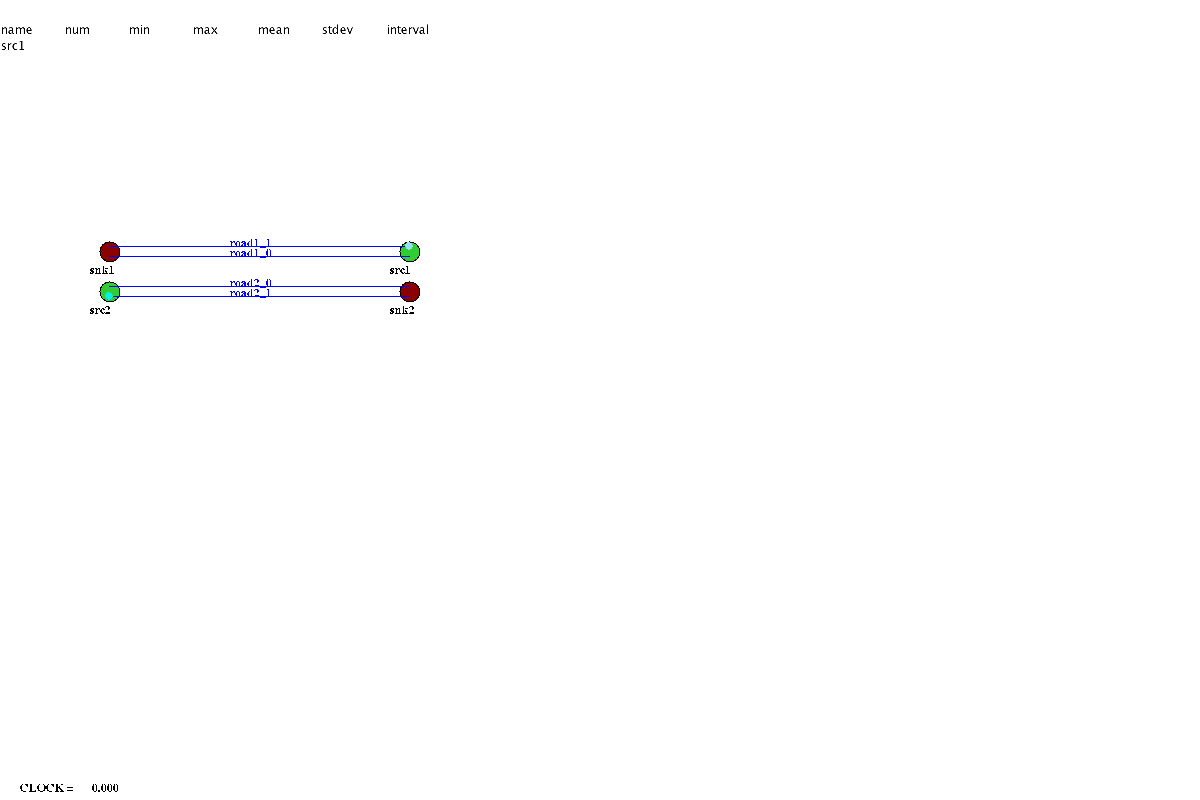 name num min max mean stdev interval
src1
road1_1
road1_0
snk1 src1
road2_0
road2_1
src2 snk2
CLOCK = 0.000